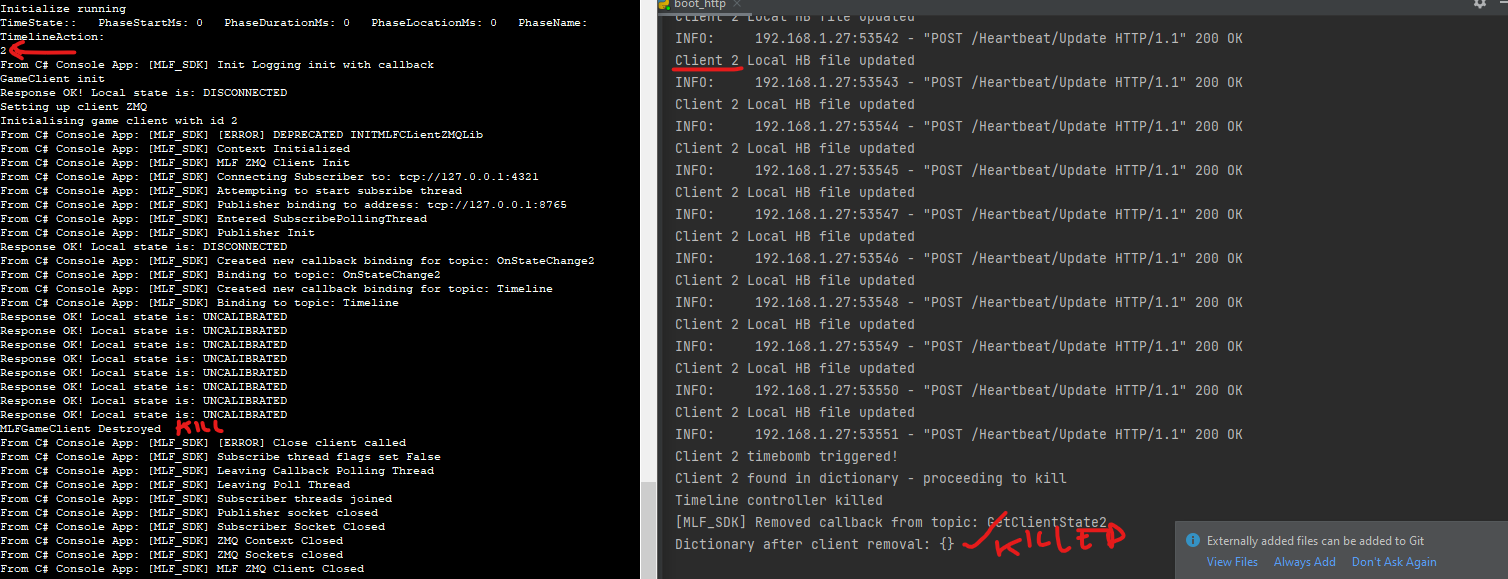 Initialize running
TimeState:: PhaseStartMs: 0 PhaseDurationMs: 0 PhaseLocationMs: 0 PhaseName:
TimelineAction:
2
From C# Console App: [MLF_SDK] Init Logging init with callback
GameClient init
Response OK! Local state is: DISCONNECTED
Setting up client ZMQ
Initialising game client with id 2
From C# Console App: [MLF_SDK] [ERROR] DEPRECATED INITMLFCLientZMQLib
From C# Console App: [MLF_SDK] Context Initialized
From C# Console App: [MLF_SDK] MLF ZMQ Client Init
From C# Console App: [MLF_SDK] Connecting Subscriber to: tcp://127.0.0.1:4321
From C# Console App: [MLF_SDK] Attempting to start subsribe thread
From C# Console App: [MLF_SDK] Publisher binding to address: tcp://127.0.0.1:8765
From C# Console App: [MLF_SDK] Entered SubscribePollingThread
From C# Console App: [MLF_SDK] Publisher Init
Response OK! Local state is: DISCONNECTED
From C# Console App: [MLF_SDK] Created new callback binding for topic: OnStateChange2
From C# Console App: [MLF_SDK] Binding to topic: OnStateChange2
From C# Console App: [MLF_SDK] Created new callback binding for topic: Timeline
From C# Console App: [MLF_SDK] Binding to topic: Timeline
Response OK! Local state is: UNCALIBRATED
Response OK! Local state is: UNCALIBRATED
Response OK! Local state is: UNCALIBRATED
Response OK! Local state is: UNCALIBRATED
Response OK! Local state is: UNCALIBRATED
Response OK! Local state is: UNCALIBRATED
Response OK! Local state is: UNCALIBRATED
Response OK! Local state is: UNCALIBRATED
MLFGameClient Destroyed KILL
From C# Console App: [MLF_SDK] [ERROR] Close client called
From C# Console App: [MLF_SDK] Subscribe thread flags set False
From C# Console App: [MLF_SDK] Leaving Callback Polling Thread
From C# Console App: [MLF_SDK] Leaving Poll Thread
From C# Console App: [MLF_SDK] Subscriber threads joined
From C# Console App: [MLF_SDK] Publisher socket closed
From C# Console App: [MLF_SDK] Subscriber Socket Closed
From C# Console App: [MLF_SDK] ZMQ Context Closed
From C# Console App: [MLF_SDK] ZMQ Sockets closed
From C# Console App: [MLF_SDK] MLF ZMQ Client Closed
boot_http
Client 2 Local HB file updated
INFO: 192.168.1.27:53542 - "POST /Heartbeat/Update HTTP/1.1" 200 OK
Client 2 Local HB file updated
INFO: 192.168.1.27:53543 - "POST /Heartbeat/Update HTTP/1.1" 200 OK
Client 2 Local HB file updated
INFO: 192.168.1.27:53544 - "POST /Heartbeat/Update HTTP/1.1" 200 OK
Client 2 Local HB file updated
INFO: 192.168.1.27:53545 - "POST /Heartbeat/Update HTTP/1.1" 200 OK
Client 2 Local HB file updated
INFO: 192.168.1.27:53547 - "POST /Heartbeat/Update HTTP/1.1" 200 OK
Client 2 Local HB file updated
INFO: 192.168.1.27:53546 - "POST /Heartbeat/Update HTTP/1.1" 200 OK
Client 2 Local HB file updated
INFO: 192.168.1.27:53548 - "POST /Heartbeat/Update HTTP/1.1" 200 OK
Client 2 Local HB file updated
INFO: 192.168.1.27:53549 - "POST /Heartbeat/Update HTTP/1.1" 200 OK
Client 2 Local HB file updated
INFO: 192.168.1.27:53550 - "POST /Heartbeat/Update HTTP/1.1" 200 OK
Client 2 Local HB file updated
INFO: 192.168.1.27:53551 - "POST /Heartbeat/Update HTTP/1.1" 200 OK
Client 2 timebomb triggered!
Client 2 found in dictionary - proceeding to kill
Timeline controller killed
[MLF_SDK] Removed callback from topic: GetClientState2
Dictionary after client removal: {} KILLED
Externally added files can be added to Git
View Files Always Add Don't Ask Again